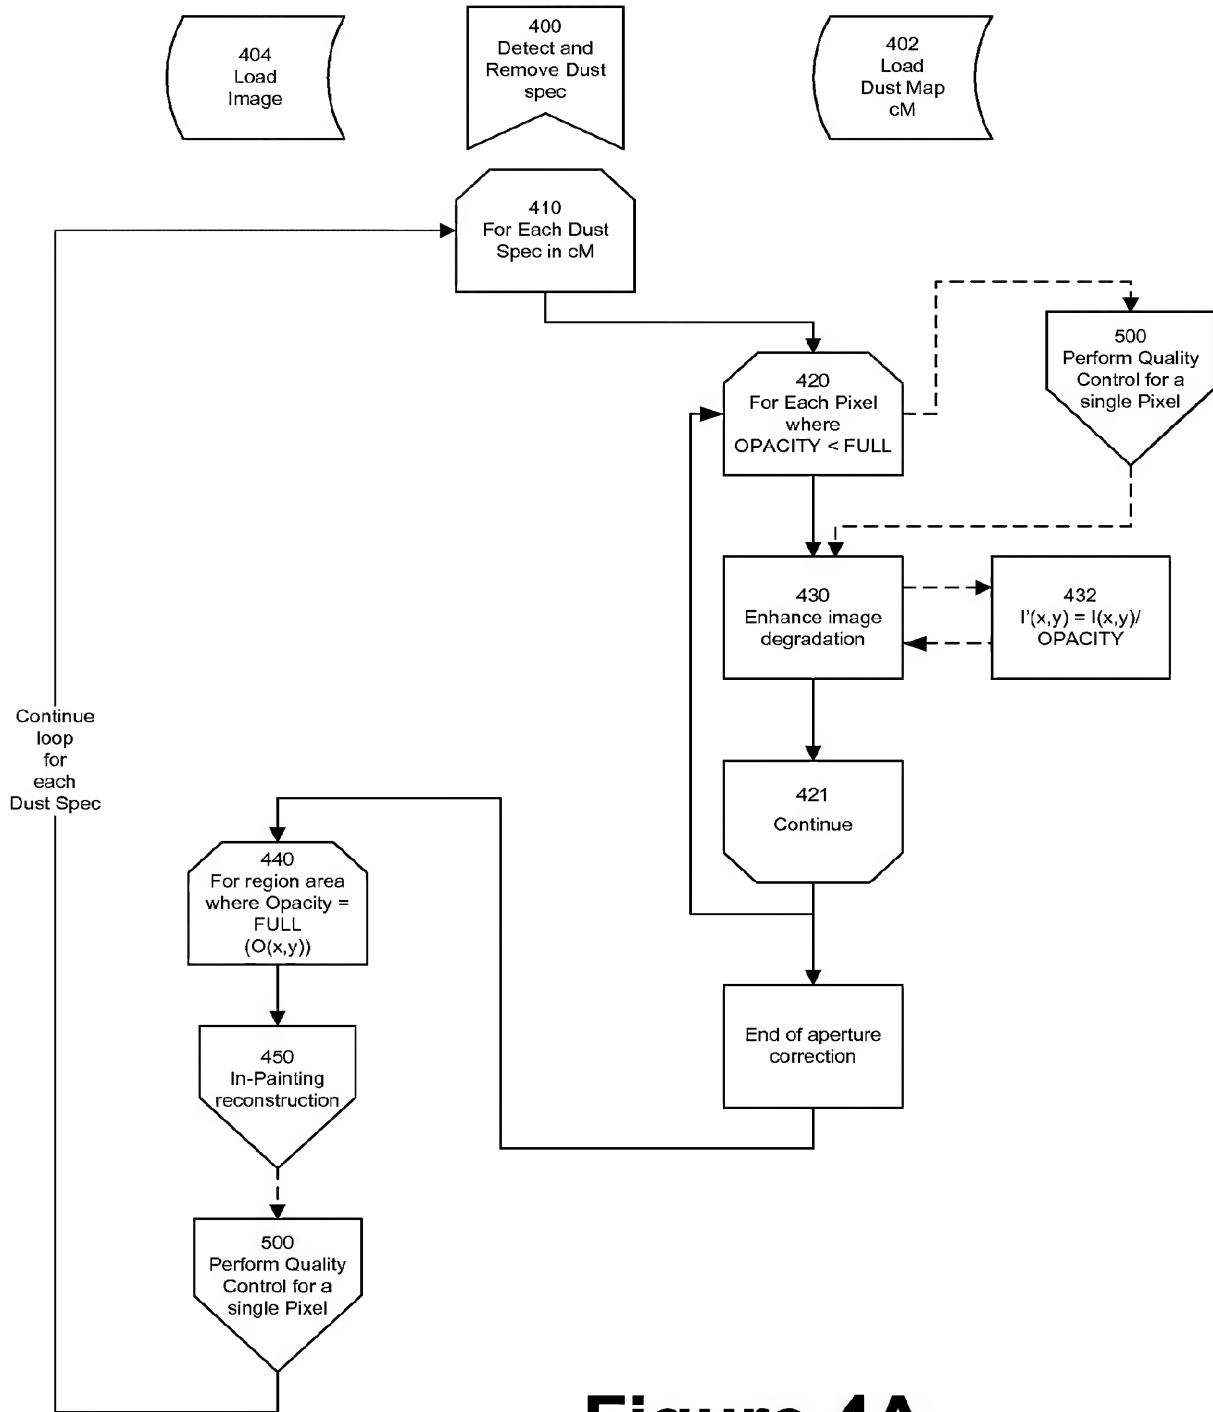 404
Load
Image
400
Detect and
Remove Dust
spec
402
Load
Dust Map
cM
410
For Each Dust
Spec in cM
420
For Each Pixel
where
OPACITY < FULL
500
Perform Quality
Control for a
single Pixel
430
Enhance image
degradation
432
I'(x,y) = I(x,y)/
OPACITY
421
Continue
Continue
loop
for
each
Dust Spec
440
For region area
where Opacity =
FULL
(O(x,y))
End of aperture
correction
450
In-Painting
reconstruction
500
Perform Quality
Control for a
single Pixel
Figure 4A